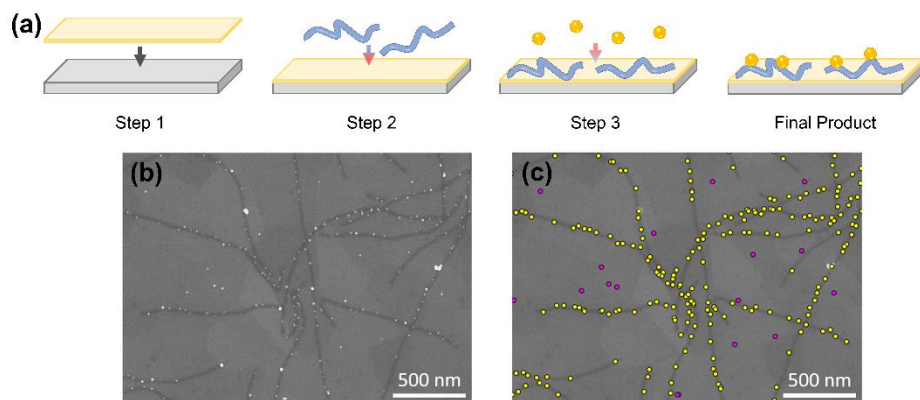 (a)
Step 1
Step 2
Step 3
Final Product
(b)
500 nm
(c)
500 nm